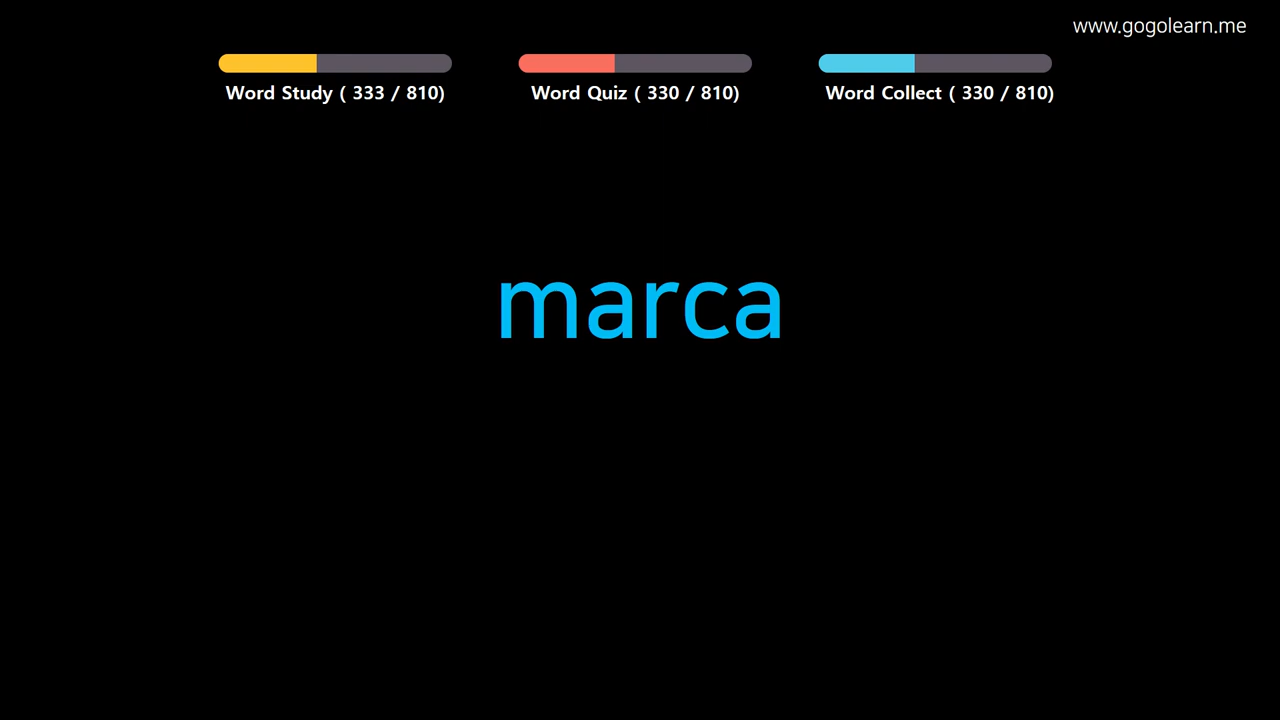 www.gogolearn.me
Word Study ( 333 / 810)
Word Quiz ( 330 / 810)
Word Collect ( 330 / 810)
marca